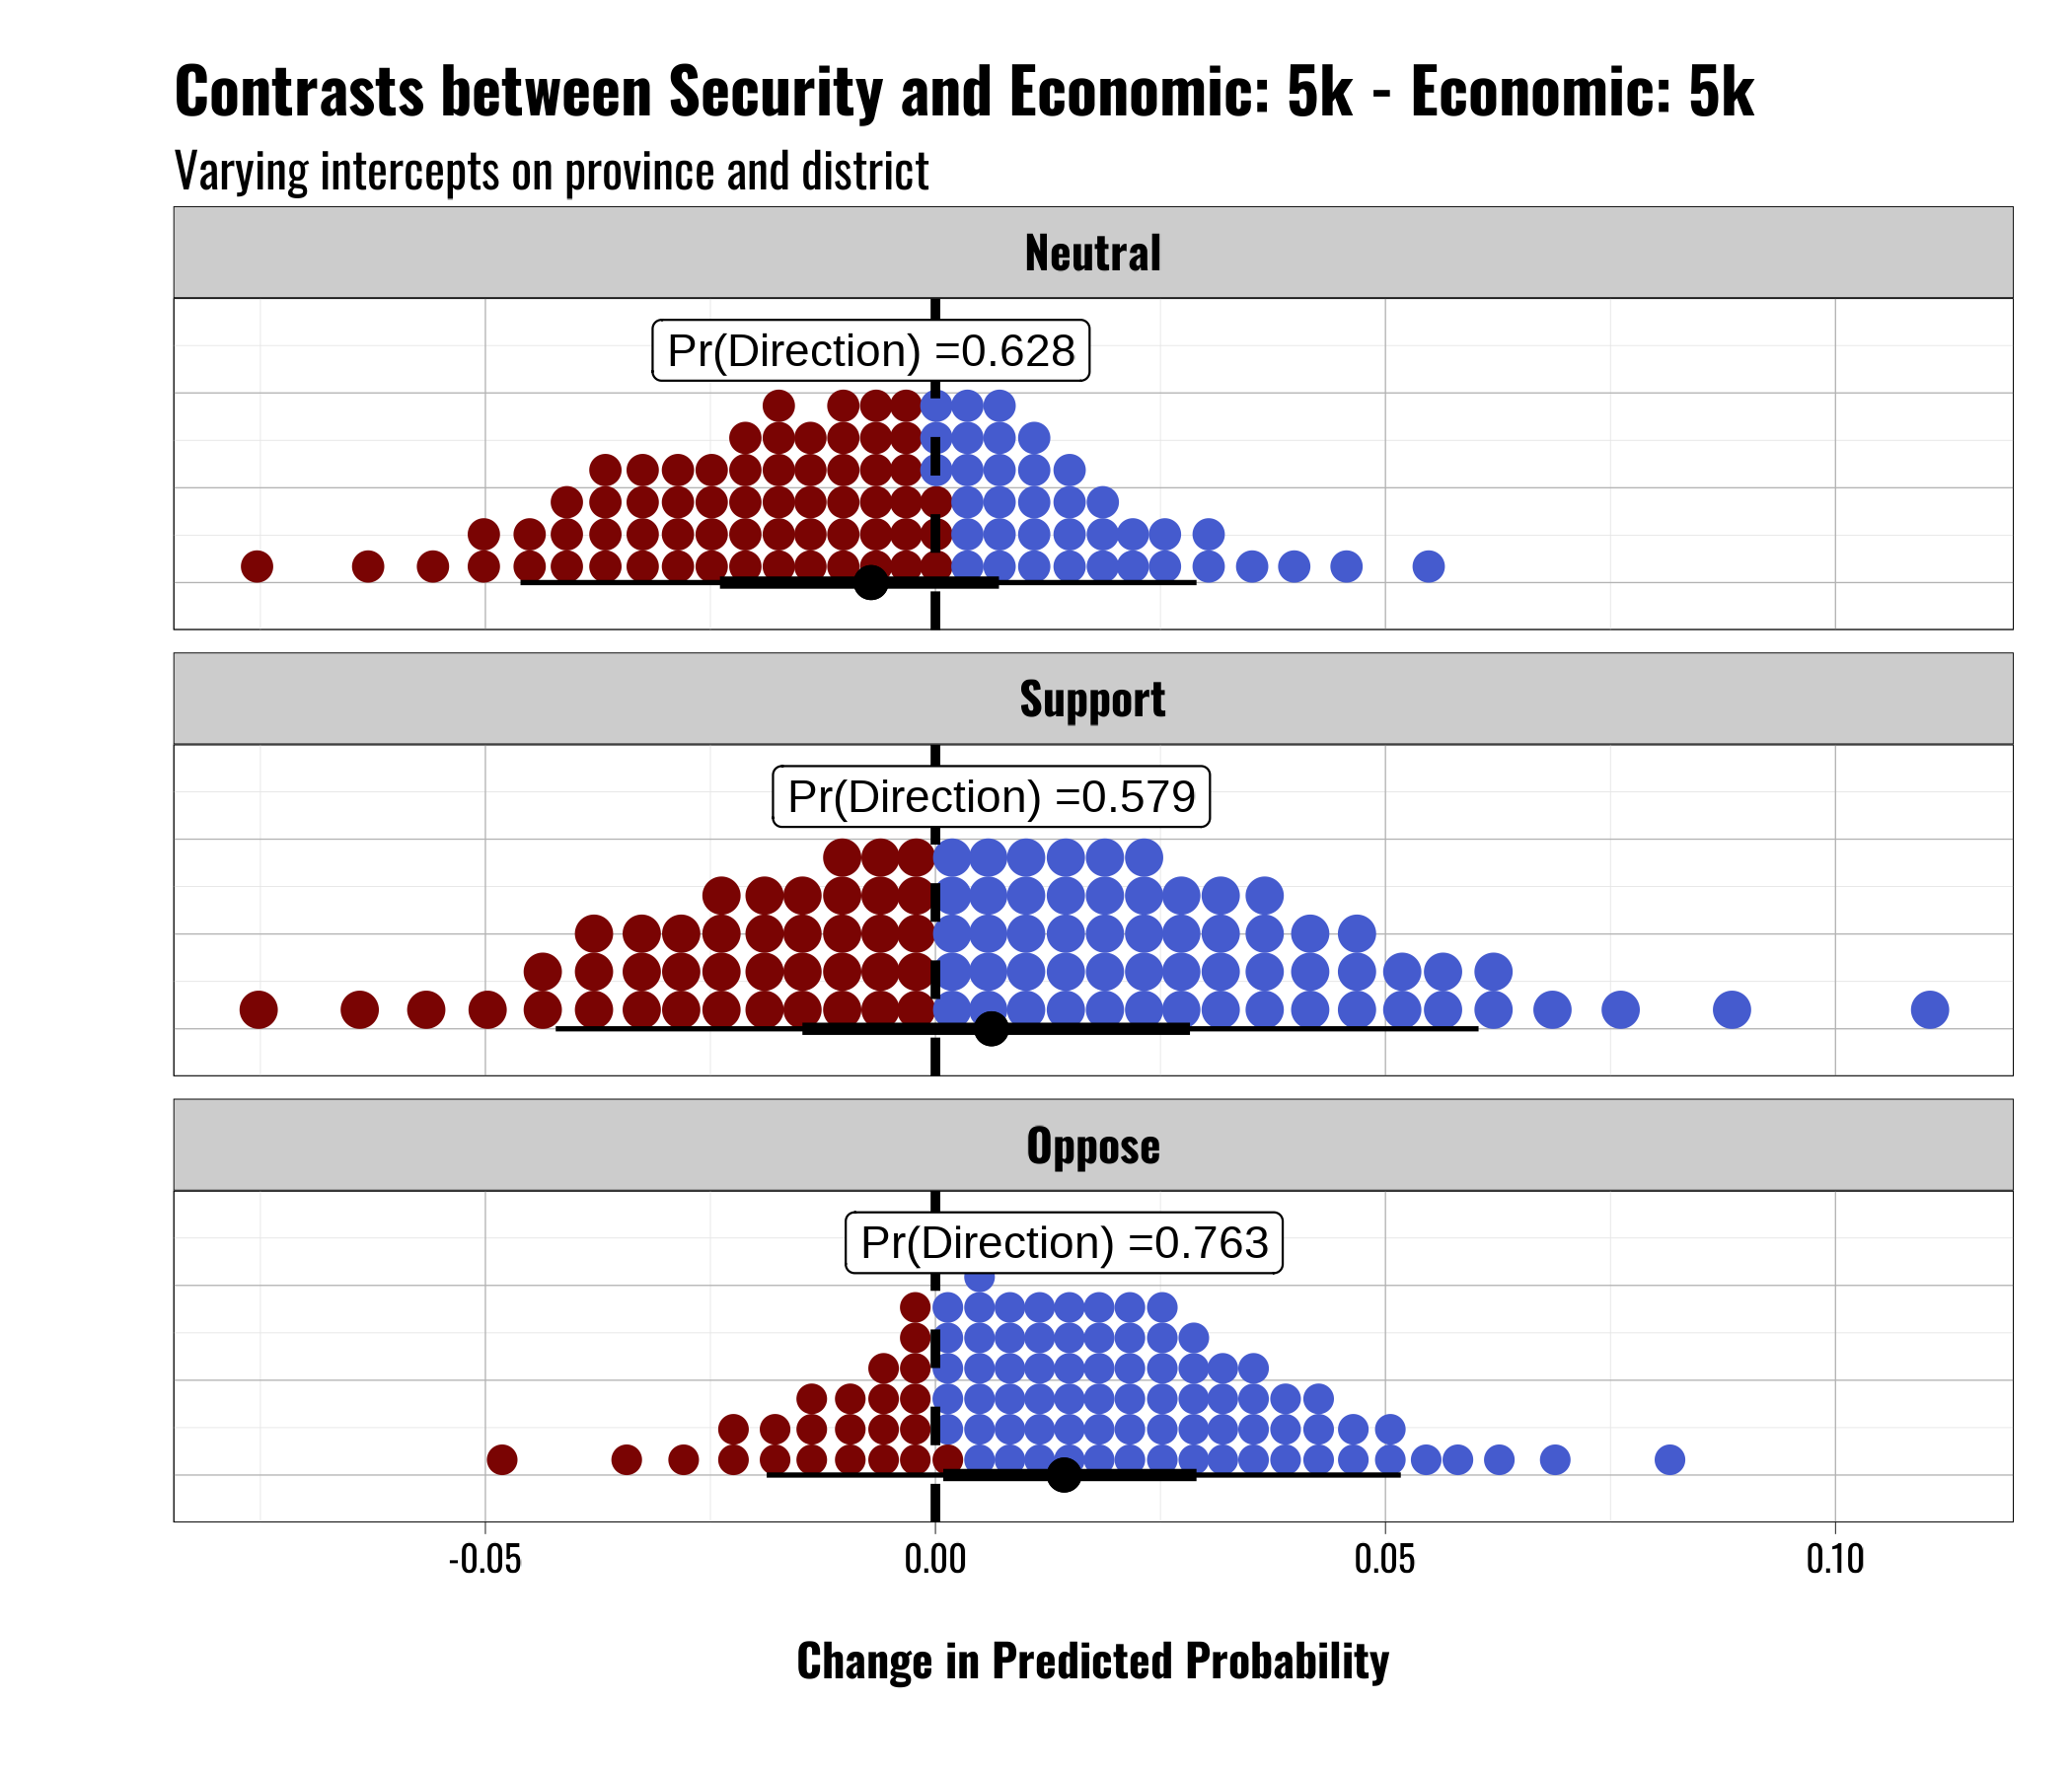 Contrasts between Security and Economic: 5k - Economic: 5k
Varying intercepts on province and district
Neutral
Pr(Direction) =0.628
Support
Pr(Direction) =0.579
Oppose
Pr(Direction) =0.763
-0.05 0.00 0.05 0.10
Change in Predicted Probability